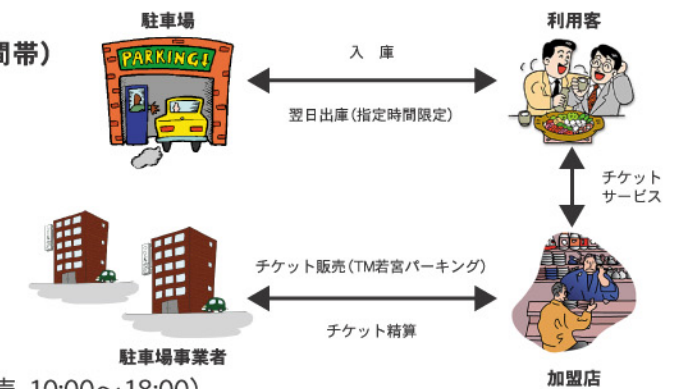 駐車場
利用客
間帯)
PARKING!
入 庫
翌日出庫(指定時間限定)
チケット
サービス
チケット販売(TM若宮パーキング)
チケット精算
駐車場事業者
加盟店
10:00~18:00)